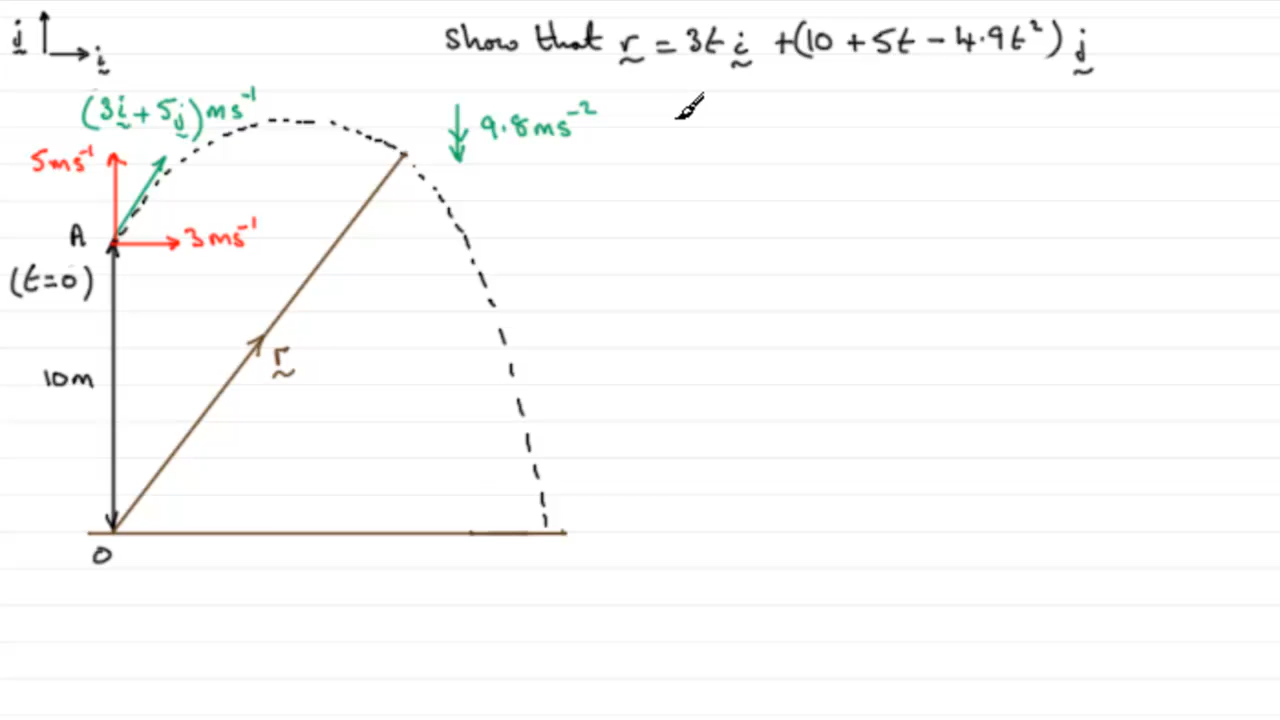 j
i
Show that r = 3t i + (10 + 5t - 4.9t²) j
(3i + 5j) ms⁻¹
9.8ms⁻²
5ms⁻¹
A
3ms⁻¹
(t=0)
r
10m
O